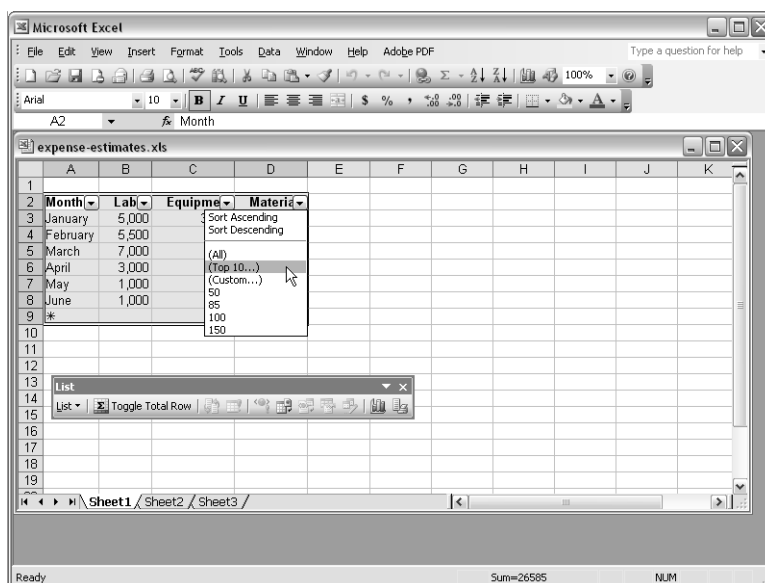 Microsoft Excel
File Edit View Insert Format Tools Data Window Help Adobe PDF Type a question for help
100%
Arial 10 B I U $ % ,
A2 fx Month
expense-estimates.xls
A B C D E F G H I J K
1
2 Month Lab Equipme Materia
3 January 5,000 3 Sort Ascending
4 February 5,500 Sort Descending
5 March 7,000 (All)
6 April 3,000 (Top 10...)
7 May 1,000 (Custom...)
8 June 1,000 50
85
9 * 100
10 150
11
12
13 List
14 List Σ Toggle Total Row
15
16
17
18
19
Sheet1 / Sheet2 / Sheet3 /
Ready Sum=26585 NUM